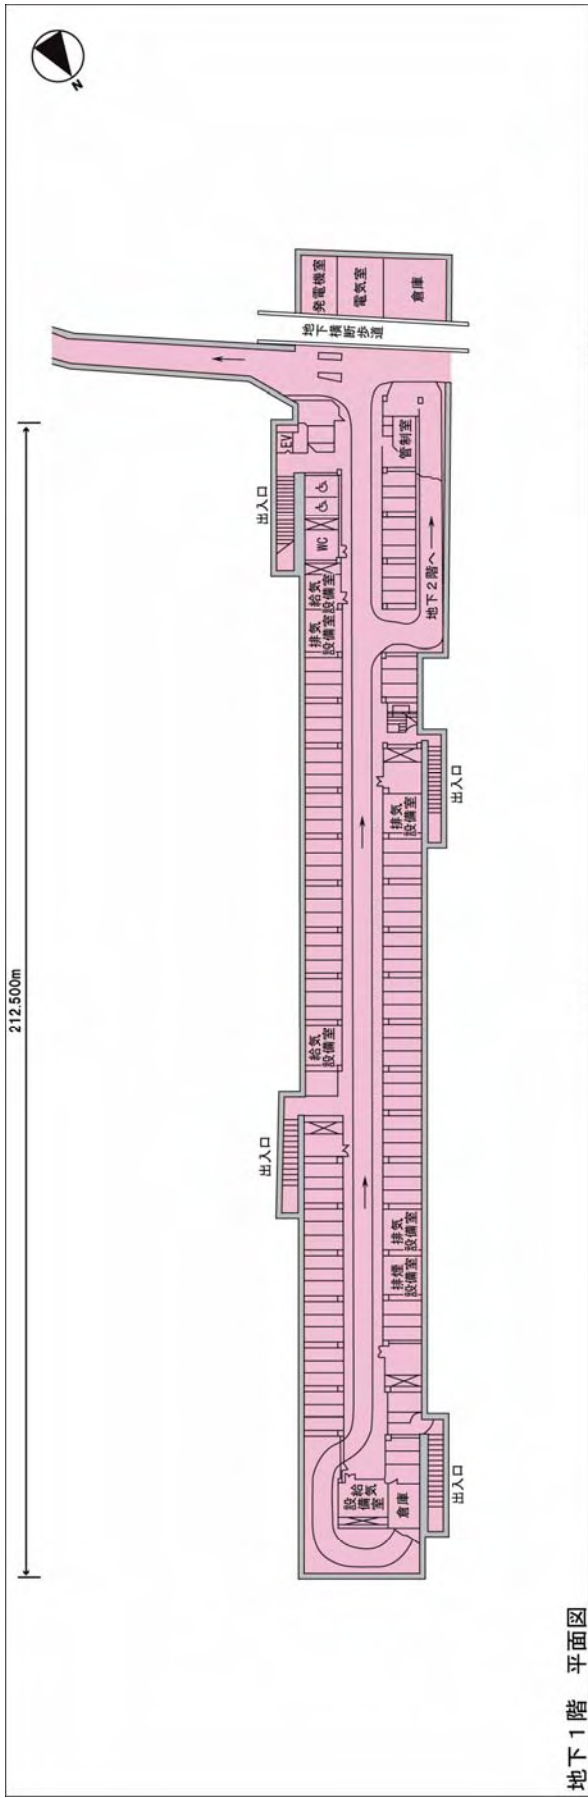 N
212.500m
発電機室
電気室
倉庫
地下横断歩道
EV
管制室
出入口
WC
給気
設備室
排気
設備室
地下2階へ
出入口
排気
設備室
給気
設備室
出入口
排気
設備室
排煙
設備室
給気
設備室
倉庫
出入口
地下1階 平面図